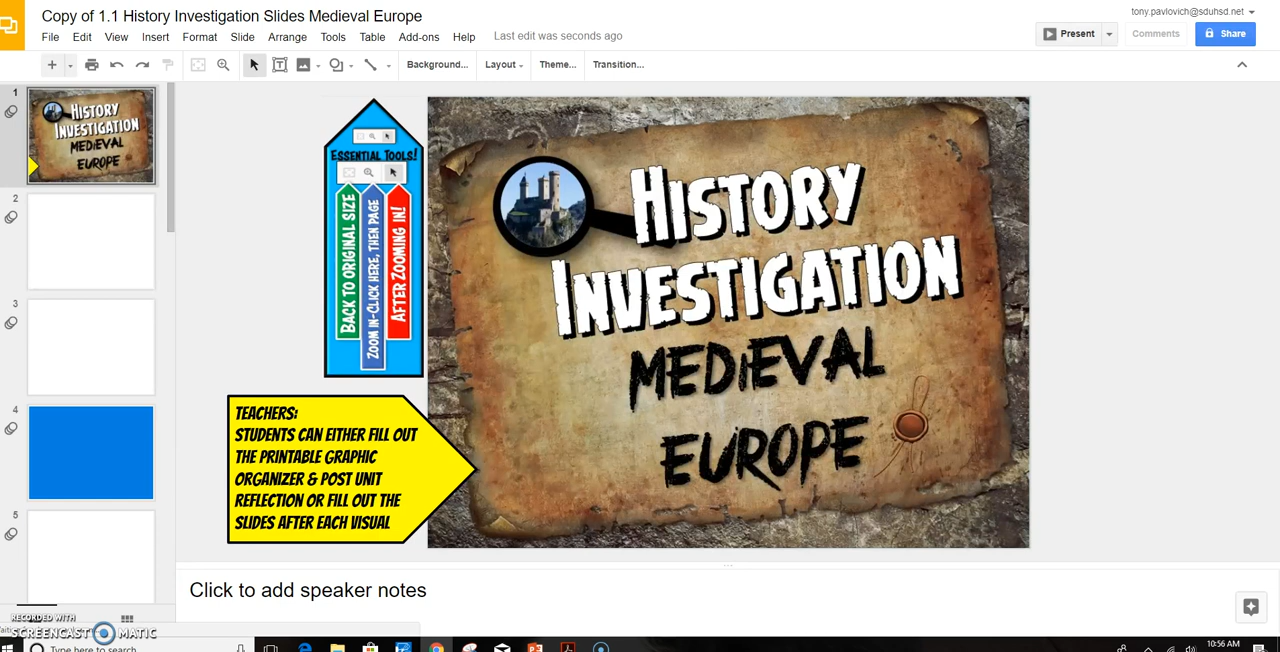 tony.pavlovich@sduhsd.net
Copy of 1.1 History Investigation Slides Medieval Europe
File Edit View Insert Format Slide Arrange Tools Table Add-ons Help Last edit was seconds ago
Present Comments Share
Background... Layout Theme... Transition...
1
HISTORY
INVESTIGATION
MEDIEVAL
EUROPE
2
3
4
5
ESSENTIAL TOOLS!
BACK TO ORIGINAL SIZE
ZOOM IN-CLICK HERE, THEN PAGE
AFTER ZOOMING IN!
TEACHERS:
STUDENTS CAN EITHER FILL OUT
THE PRINTABLE GRAPHIC
ORGANIZER & POST UNIT
REFLECTION OR FILL OUT THE
SLIDES AFTER EACH VISUAL
HISTORY
INVESTIGATION
MEDIEVAL
EUROPE
Click to add speaker notes
RECORDED WITH
SCREENCAST MATIC
Type here to search
10:56 AM